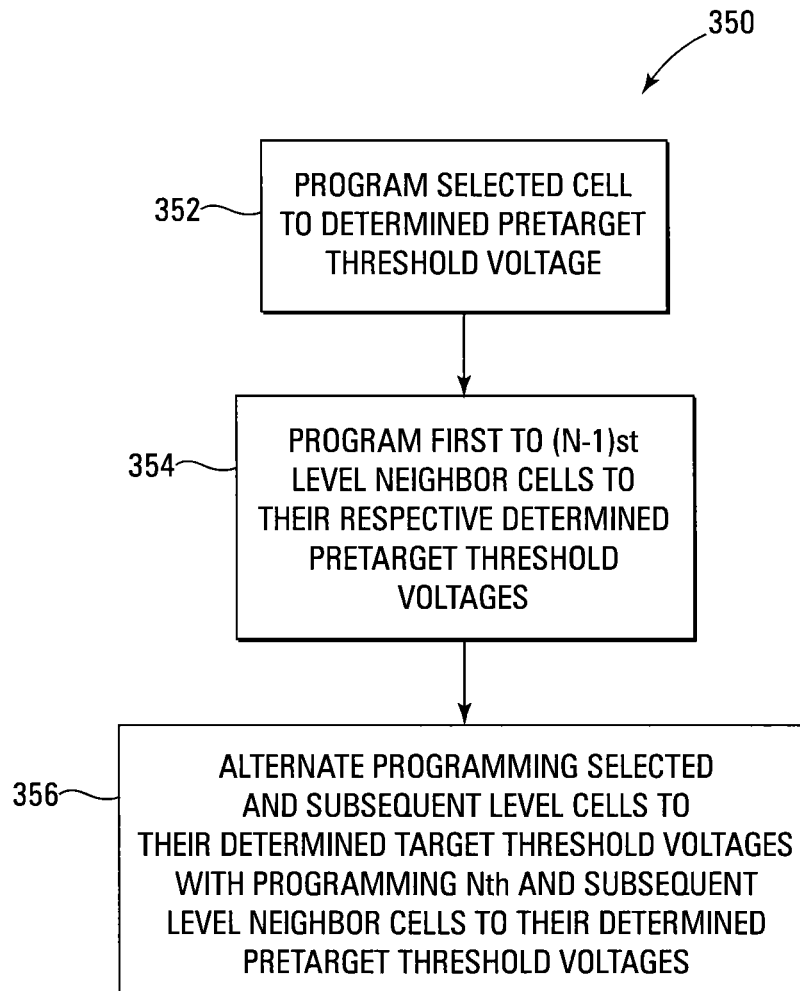 350
352
PROGRAM SELECTED CELL
TO DETERMINED PRETARGET
THRESHOLD VOLTAGE
354
PROGRAM FIRST TO (N-1)st
LEVEL NEIGHBOR CELLS TO
THEIR RESPECTIVE DETERMINED
PRETARGET THRESHOLD
VOLTAGES
356
ALTERNATE PROGRAMMING SELECTED
AND SUBSEQUENT LEVEL CELLS TO
THEIR DETERMINED TARGET THRESHOLD VOLTAGES
WITH PROGRAMMING Nth AND SUBSEQUENT
LEVEL NEIGHBOR CELLS TO THEIR DETERMINED
PRETARGET THRESHOLD VOLTAGES